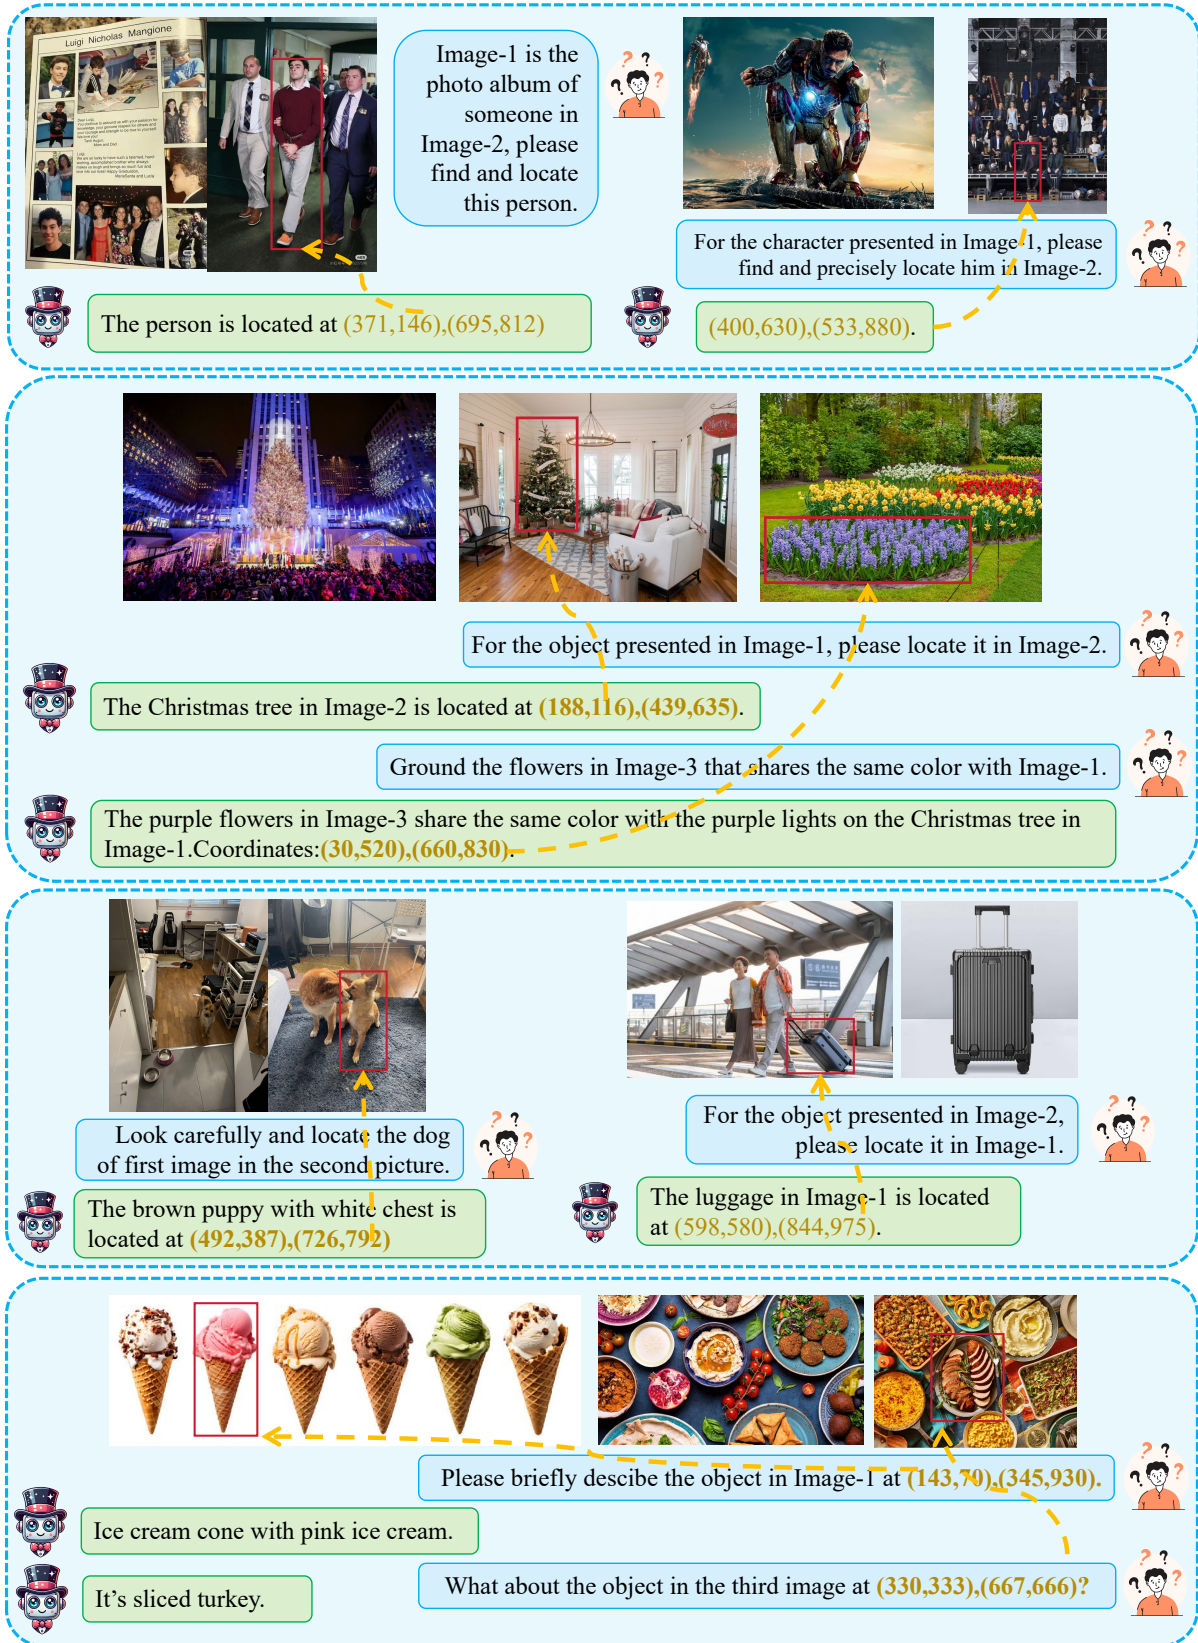 Luigi Nicholas Mangione
Image-1 is the
photo album of
someone in
Image-2, please
find and locate
this person.
The person is located at (371,146),(695,812)
For the character presented in Image-1, please
find and precisely locate him in Image-2.
(400,630),(533,880).
For the object presented in Image-1, please locate it in Image-2.
The Christmas tree in Image-2 is located at (188,116),(439,635).
Ground the flowers in Image-3 that shares the same color with Image-1.
The purple flowers in Image-3 share the same color with the purple lights on the Christmas tree in
Image-1.Coordinates:(30,520),(660,830).
Look carefully and locate the dog
of first image in the second picture.
The brown puppy with white chest is
located at (492,387),(726,792)
For the object presented in Image-2,
please locate it in Image-1.
The luggage in Image-1 is located
at (598,580),(844,975).
Please briefly descibe the object in Image-1 at (143,70),(345,930).
Ice cream cone with pink ice cream.
What about the object in the third image at (330,333),(667,666)?
It's sliced turkey.